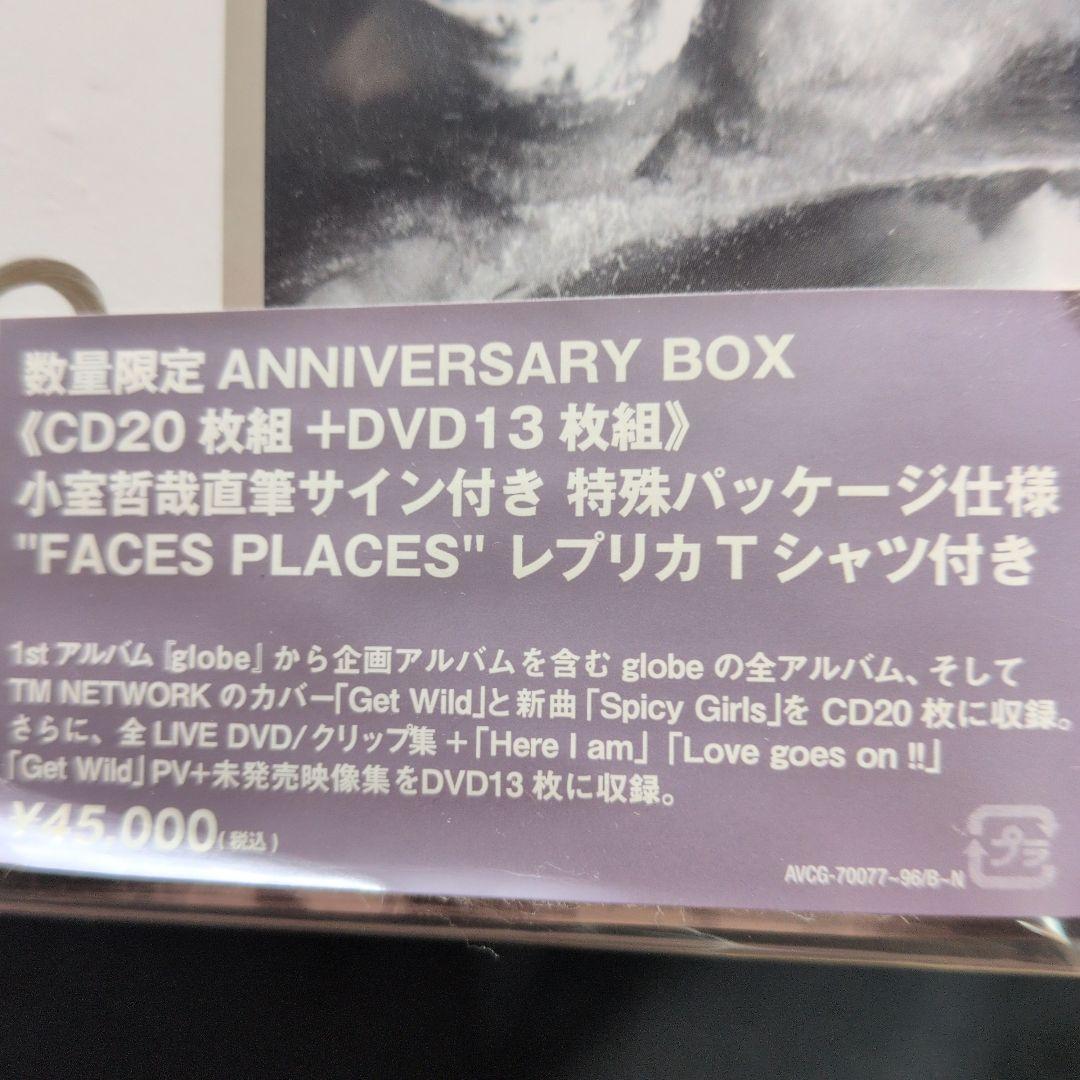 数量限定 ANNIVERSARY BOX
《CD20 枚組 +DVD13 枚組》
小室哲哉直筆サイン付き 特殊パッケージ仕様
"FACES PLACES" レプリカ T シャツ付き
1st アルバム『globe』から企画アルバムを含む globe の全アルバム、そして
TM NETWORK のカバー「Get Wild」と新曲「Spicy Girls」を CD20 枚に収録。
さらに、全 LIVE DVD/クリップ集 +「Here I am」「Love goes on !!」
「Get Wild」PV+未発売映像集をDVD13 枚に収録。
¥45,000(税込)
AVCG-70077~96/B~N
プラ